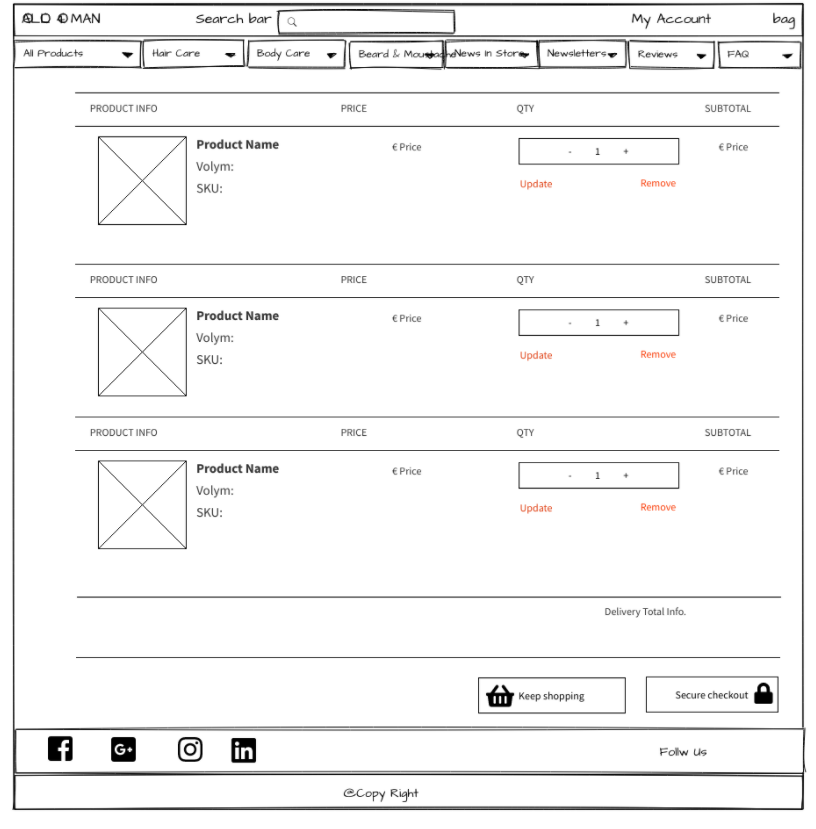 MAN Search bar My Account bag
All Products Hair Care Body Care Beard & Moustache News In Store Newsletters Reviews FAQ
PRODUCT INFO PRICE QTY SUBTOTAL
Product Name € Price - 1 + € Price
Volym:
SKU: Update Remove
PRODUCT INFO PRICE QTY SUBTOTAL
Product Name € Price - 1 + € Price
Volym:
SKU: Update Remove
PRODUCT INFO PRICE QTY SUBTOTAL
Product Name € Price - 1 + € Price
Volym:
SKU: Update Remove
Delivery Total Info.
Keep shopping Secure checkout
f G+ in Follw Us
@Copy Right